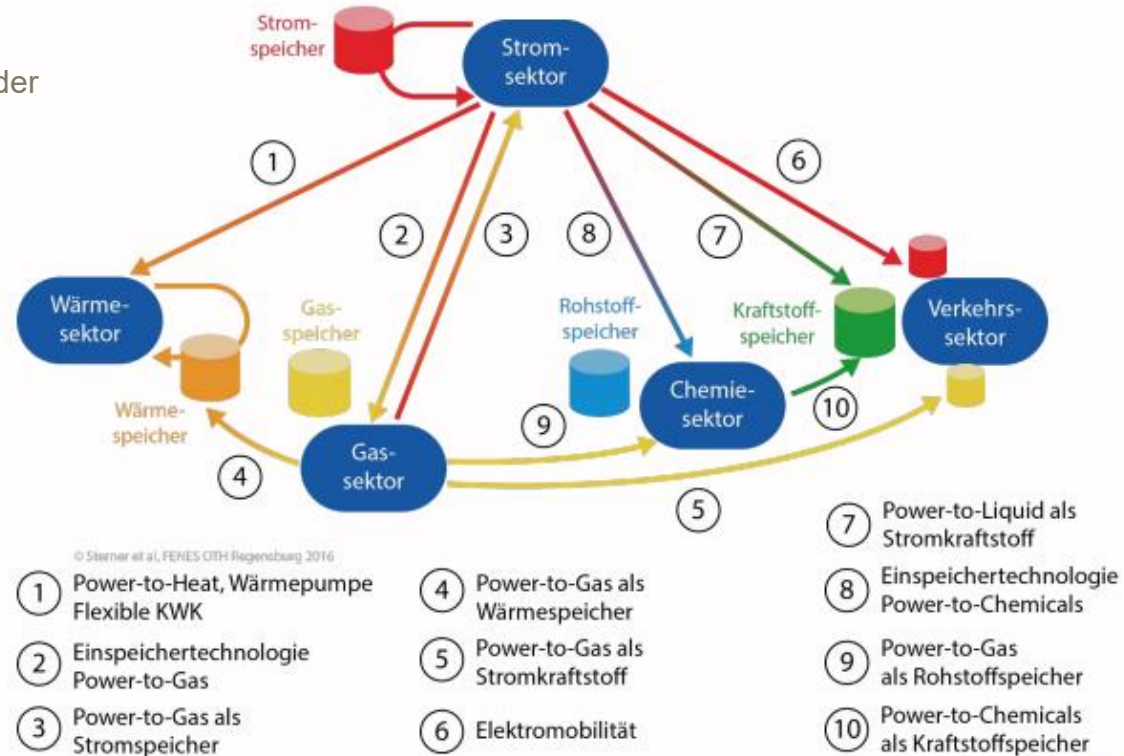 der
Strom-
speicher
Strom-
sektor
1
2
3
8
7
6
Wärme-
sektor
Gas-
speicher
Rohstoff-
speicher
Kraftstoff-
speicher
Verkehrs-
sektor
Wärme-
speicher
Chemie-
sektor
Gas-
sektor
4
9
10
5
© Sterner et al, FENES OTH Regensburg 2016
1 Power-to-Heat, Wärmepumpe
Flexible KWK
2 Einspeichertechnologie
Power-to-Gas
3 Power-to-Gas als
Stromspeicher
4 Power-to-Gas als
Wärmespeicher
5 Power-to-Gas als
Stromkraftstoff
6 Elektromobilität
7 Power-to-Liquid als
Stromkraftstoff
8 Einspeichertechnologie
Power-to-Chemicals
9 Power-to-Gas
als Rohstoffspeicher
10 Power-to-Chemicals
als Kraftstoffspeicher